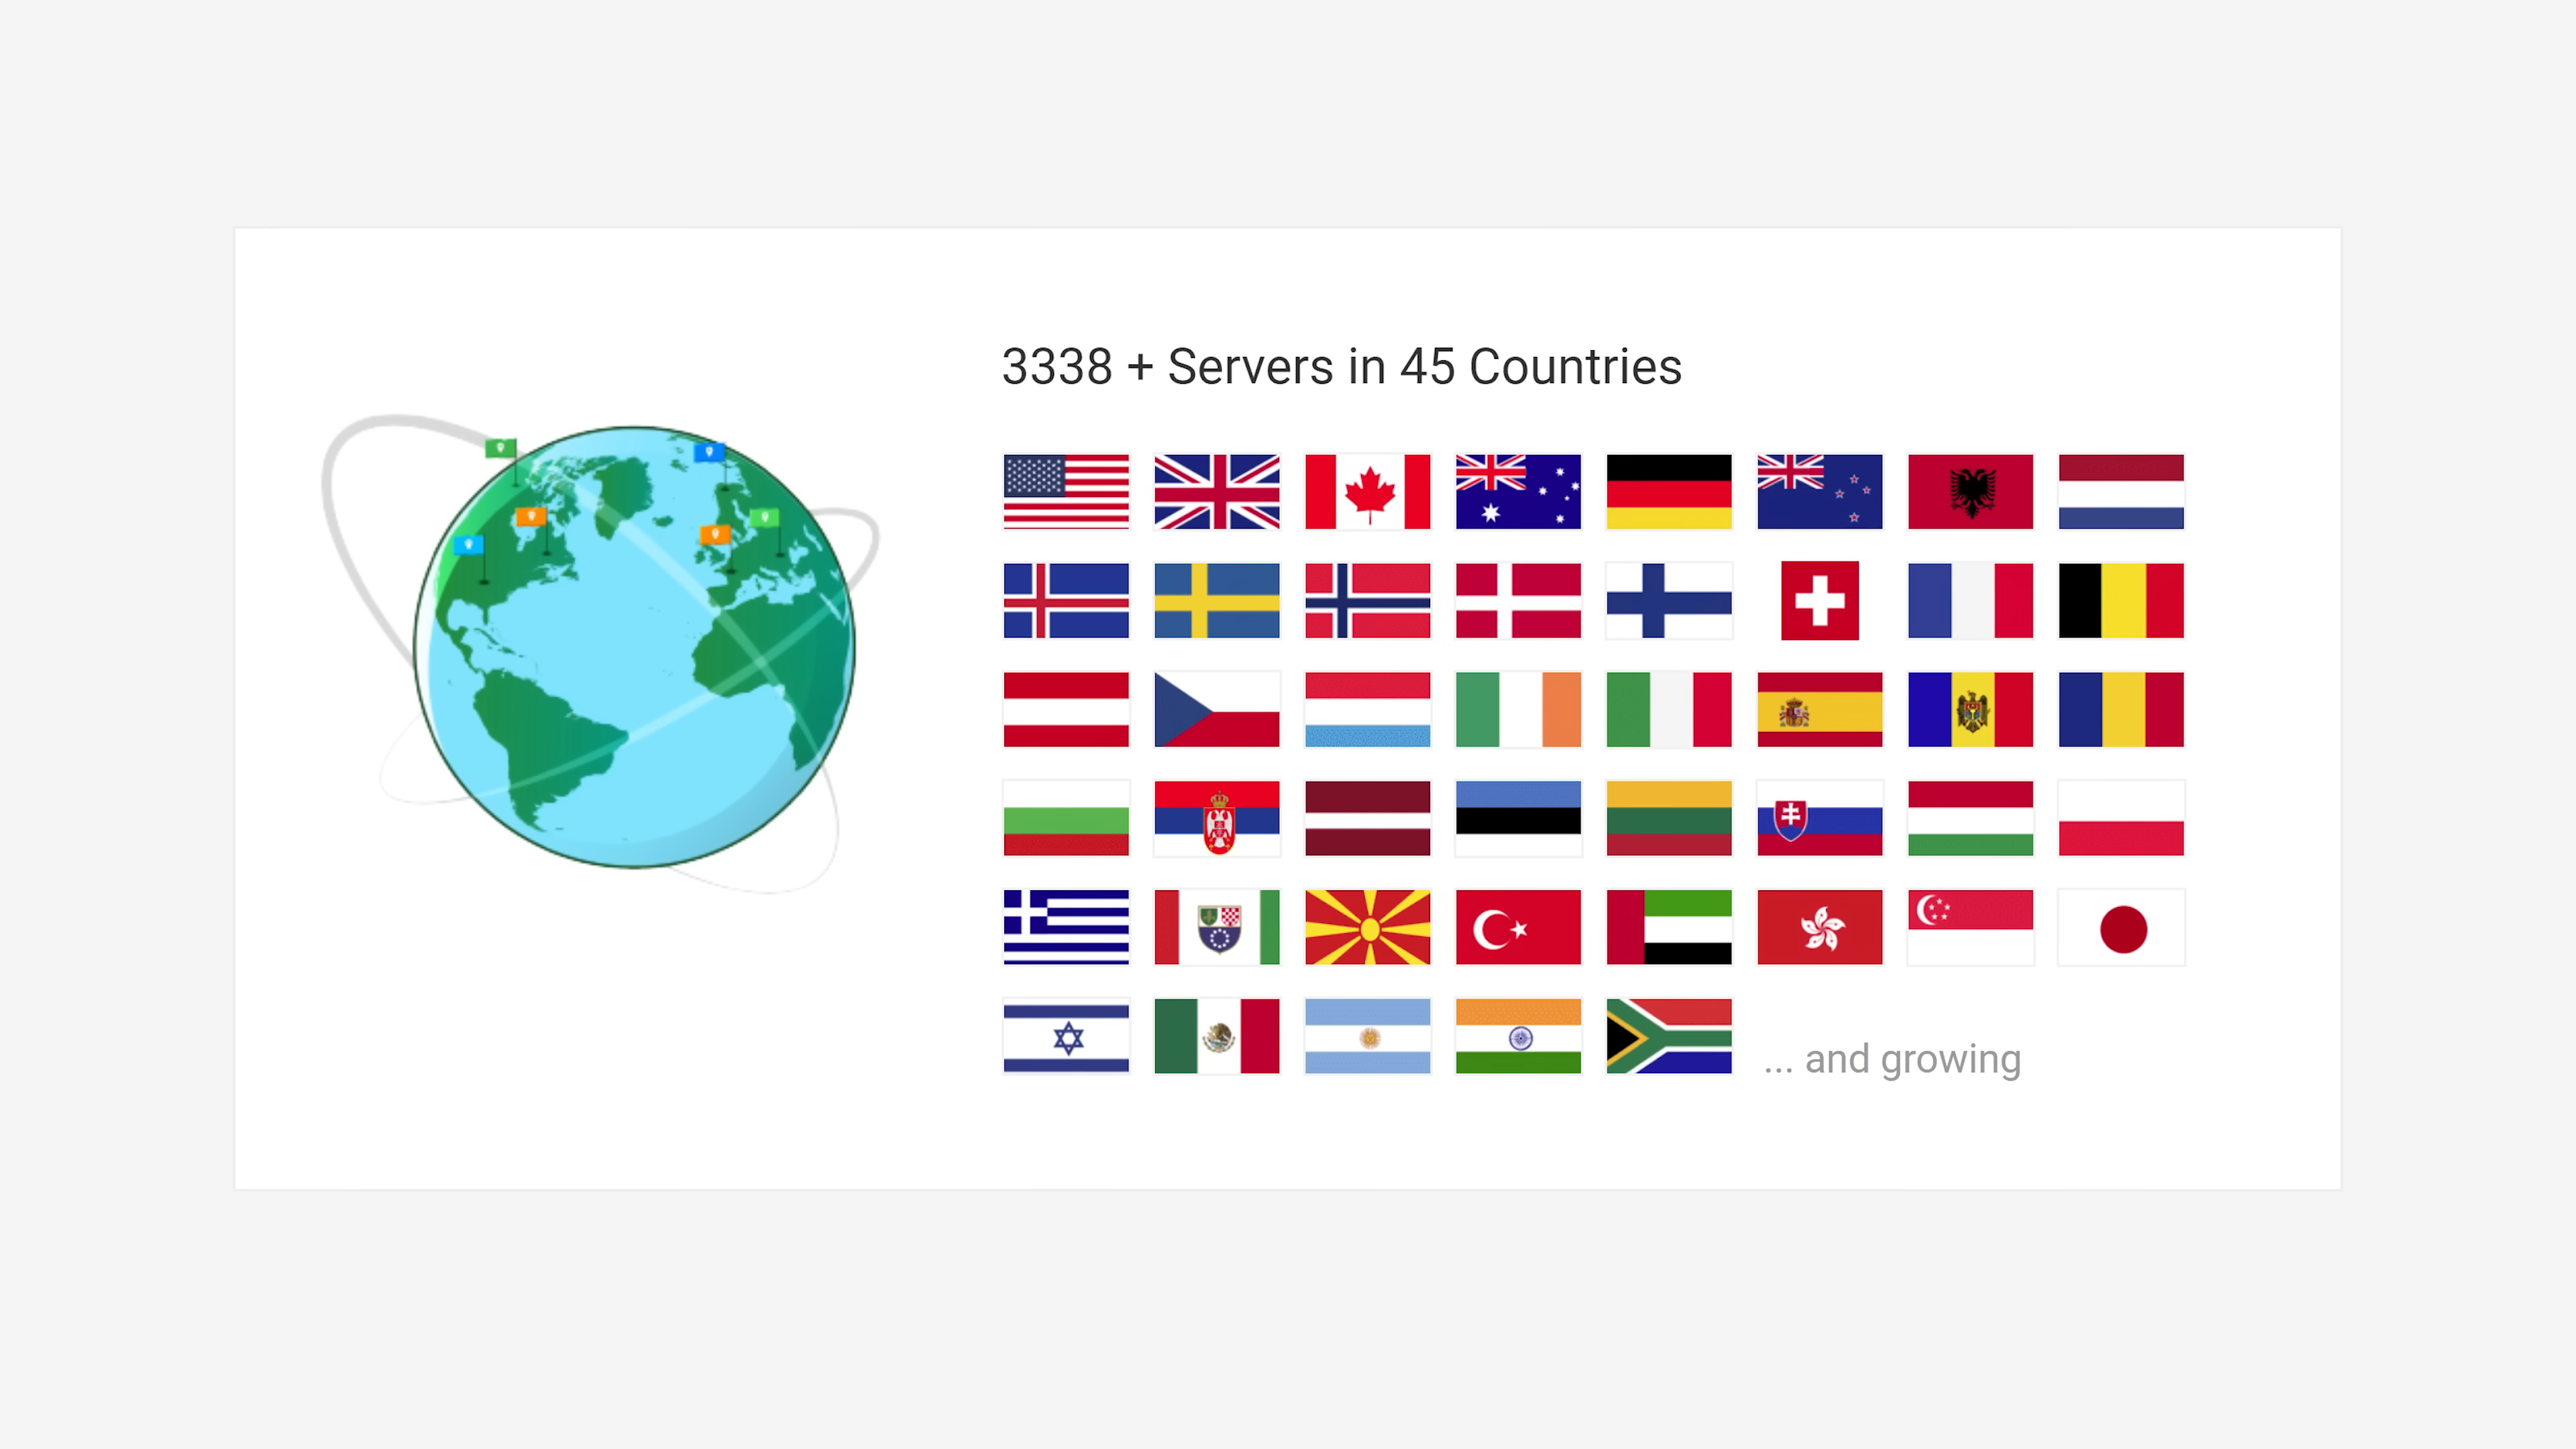 3338 + Servers in 45 Countries
... and growing